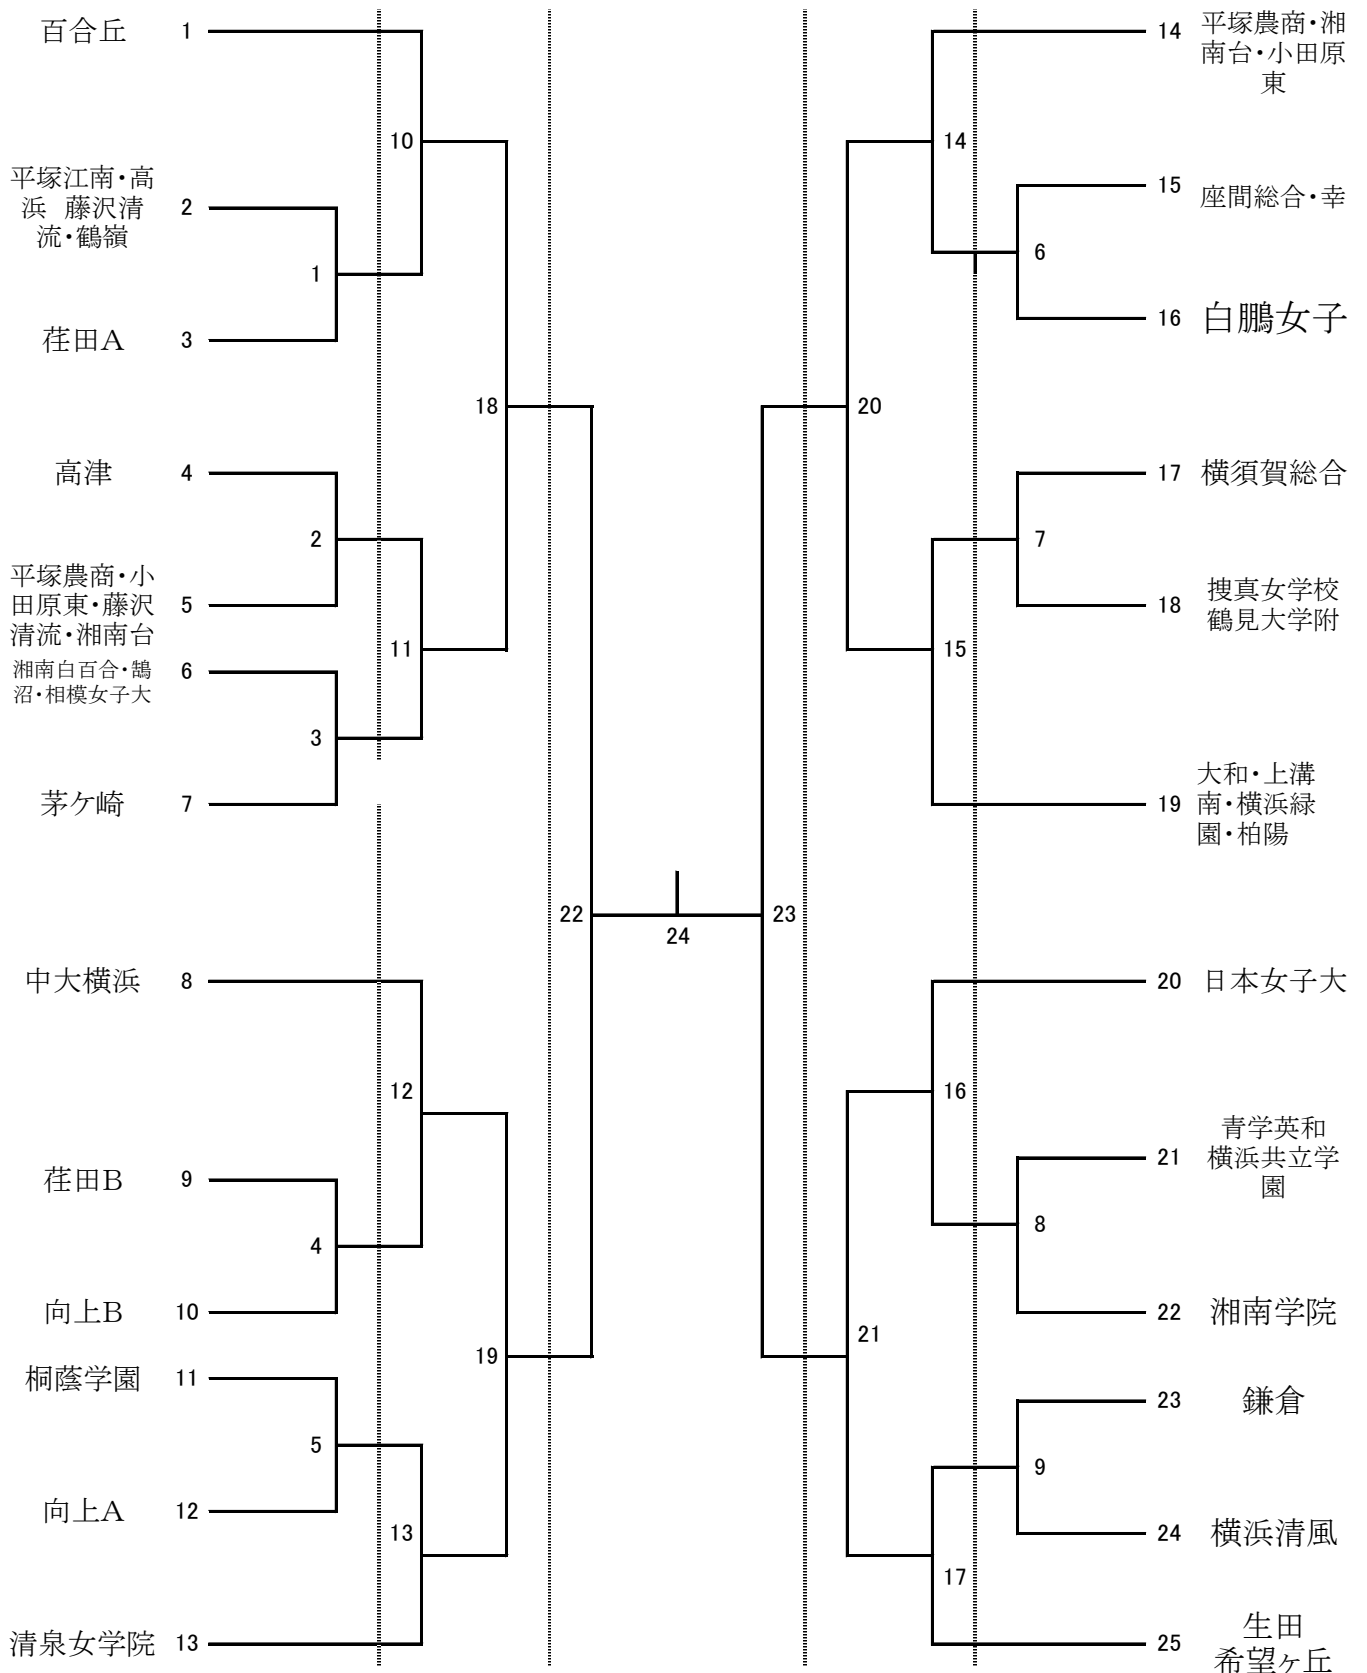 百合丘 1
平塚江南・高
浜 藤沢清
流・鶴嶺
2
1
荏田A 3
10
高津 4
2
平塚農商・小
田原東・藤沢
清流・湘南台
5
湘南白百合・鵠
沼・相模女子大
6
3
茅ケ崎 7
11
18
中大横浜 8
12
荏田B 9
4
向上B 10
桐蔭学園 11
5
向上A 12
13
清泉女学院 13
19
22
24
23
14 平塚農商・湘
南台・小田原
東
14
15 座間総合・幸
6
16 白鵬女子
20
17 横須賀総合
7
18 捜真女学校
鶴見大学附
15
19 大和・上溝
南・横浜緑
園・柏陽
20 日本女子大
16
21 青学英和
横浜共立学
園
8
22 湘南学院
21
23 鎌倉
9
24 横浜清風
17
25 生田
希望ヶ丘